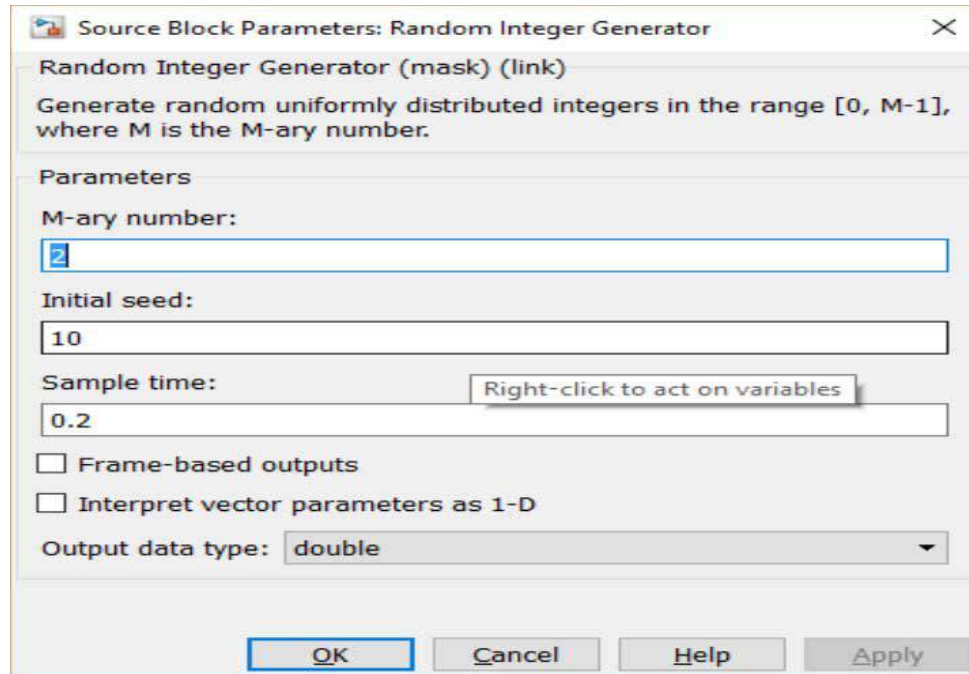 Source Block Parameters: Random Integer Generator
Random Integer Generator (mask) (link)
Generate random uniformly distributed integers in the range [0, M-1],
where M is the M-ary number.
Parameters
M-ary number:
2
Initial seed:
10
Sample time:
Right-click to act on variables
0.2
Frame-based outputs
Interpret vector parameters as 1-D
Output data type: double
OK Cancel Help Apply